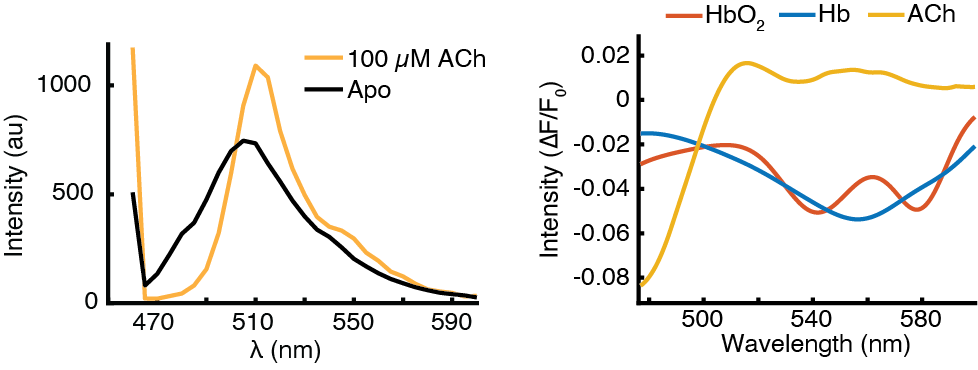 HbO2 Hb ACh
100 µM ACh
Apo
Intensity (au)
1000
500
0
470 510 550 590
λ (nm)
Intensity (ΔF/F0)
0.02
0
-0.02
-0.04
-0.06
-0.08
500 540 580
Wavelength (nm)